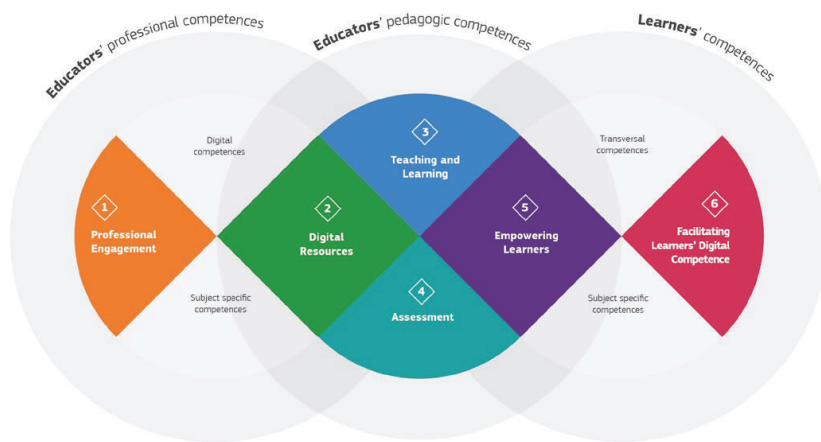 Educators' professional competences
Educators' pedagogic competences
Learners' competences
Digital
competences
3
Teaching and
Learning
Transversal
competences
1
Professional
Engagement
2
Digital
Resources
5
Empowering
Learners
6
Facilitating
Learners' Digital
Competence
Subject specific
competences
4
Assessment
Subject specific
competences